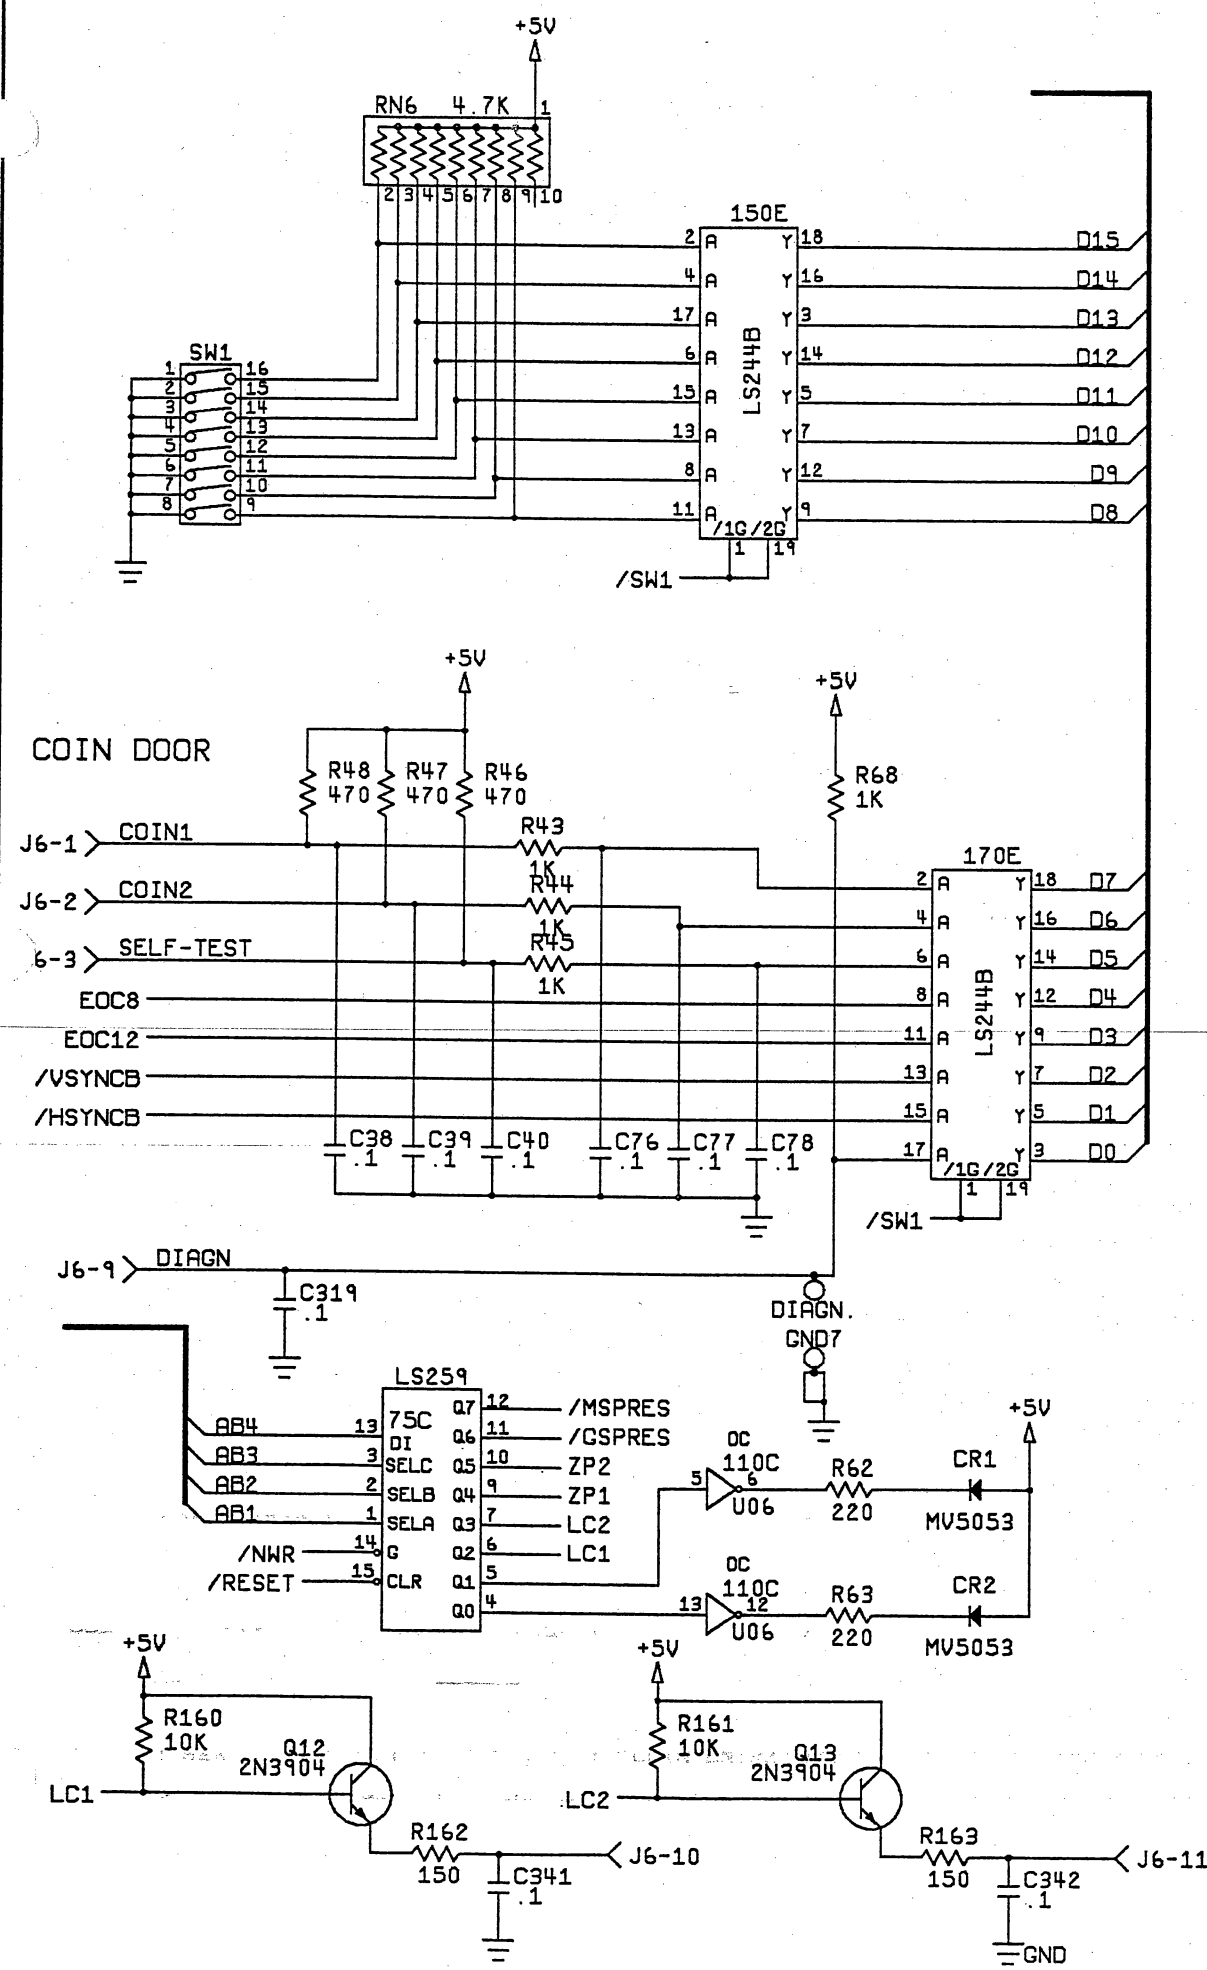 +5V
RN6 4.7K 1
2 3 4 5 6 7 8 9 10
150E
2 A Y 18 D15
4 A Y 16 D14
17 A Y 3 D13
6 A Y 14 D12
15 A Y 5 D11
13 A Y 7 D10
8 A Y 12 D9
11 A Y 9 D8
LS244B
/1G /2G
1 19
/SW1
SW1
1 16
2 15
3 14
4 13
5 12
6 11
7 10
8 9
+5V
+5V
COIN DOOR
R48 470
R47 470
R46 470
R68 1K
J6-1 COIN1
R43
1K
J6-2 COIN2
R44
1K
6-3 SELF-TEST
R45
1K
EOC8
EOC12
/VSYNCB
/HSYNCB
170E
2 A Y 18 D7
4 A Y 16 D6
6 A Y 14 D5
8 A Y 12 D4
11 A Y 9 D3
13 A Y 7 D2
15 A Y 5 D1
17 A Y 3 D0
LS244B
/1G /2G
1 19
/SW1
C38 .1
C39 .1
C40 .1
C76 .1
C77 .1
C78 .1
J6-9 DIAGN
C319
.1
DIAGN.
GND7
LS259
75C
AB4 13 DI
AB3 3 SELC
AB2 2 SELB
AB1 1 SELA
/NWR 14 G
/RESET 15 CLR
Q7 12 /MSPRES
Q6 11 /GSPRES
Q5 10 ZP2
Q4 9 ZP1
Q3 7 LC2
Q2 6 LC1
Q1 5
Q0 4
OC
110C
5 6
U06
R62
220
CR1
MV5053
+5V
OC
110C
13 12
U06
R63
220
CR2
MV5053
+5V
R160
10K
Q12
2N3904
LC1
R162
150
J6-10
C341
.1
+5V
R161
10K
Q13
2N3904
LC2
R163
150
J6-11
C342
.1
GND